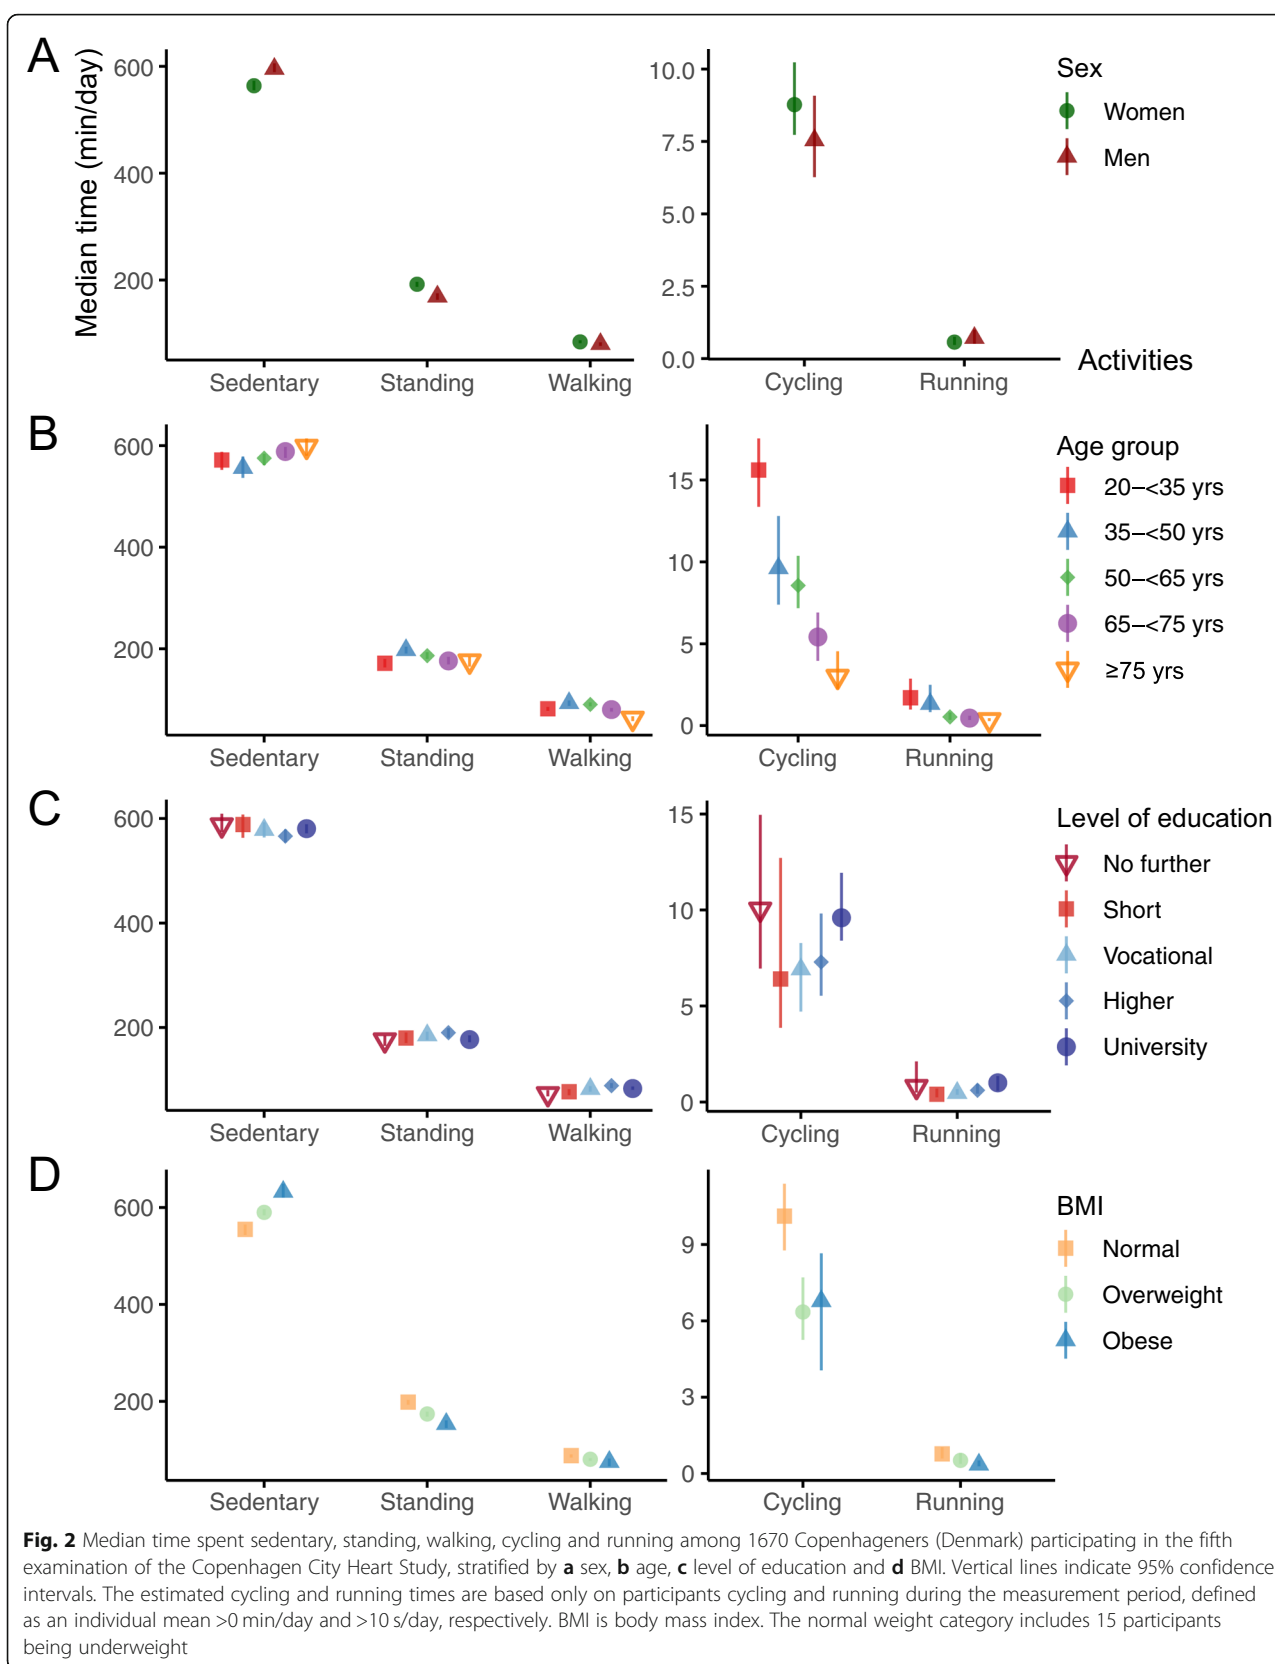 A
Median time (min/day)
600
400
200
Sedentary
Standing
Walking
10.0
7.5
5.0
2.5
0.0
Cycling
Running
Activities
Sex
Women
Men
B
600
400
200
Sedentary
Standing
Walking
15
10
5
0
Cycling
Running
Age group
20–<35 yrs
35–<50 yrs
50–<65 yrs
65–<75 yrs
≥75 yrs
C
600
400
200
Sedentary
Standing
Walking
15
10
5
0
Cycling
Running
Level of education
No further
Short
Vocational
Higher
University
D
600
400
200
Sedentary
Standing
Walking
9
6
3
0
Cycling
Running
BMI
Normal
Overweight
Obese
Fig. 2 Median time spent sedentary, standing, walking, cycling and running among 1670 Copenhageners (Denmark) participating in the fifth
examination of the Copenhagen City Heart Study, stratified by a sex, b age, c level of education and d BMI. Vertical lines indicate 95% confidence
intervals. The estimated cycling and running times are based only on participants cycling and running during the measurement period, defined
as an individual mean >0 min/day and >10 s/day, respectively. BMI is body mass index. The normal weight category includes 15 participants
being underweight